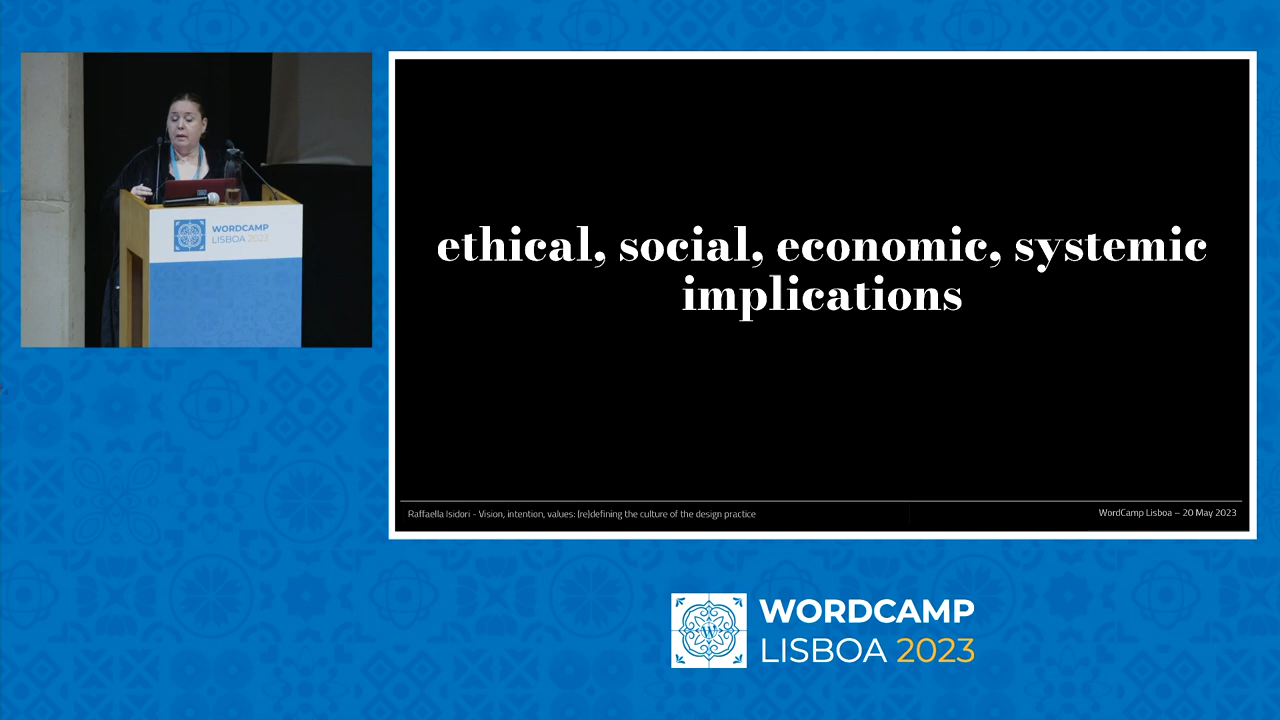 WORDCAMP
LISBOA 2023
ethical, social, economic, systemic
implications
Raffaella Isidori - Vision, intention, values: (re)defining the culture of the design practice
WordCamp Lisboa – 20 May 2023
WORDCAMP
LISBOA 2023